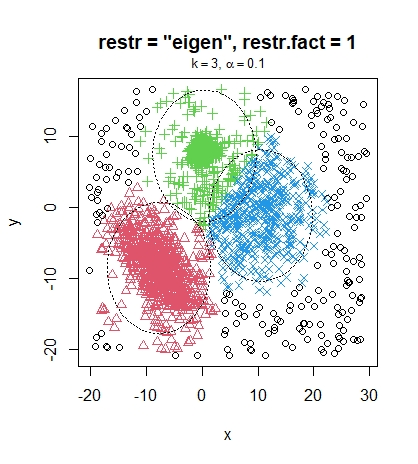 restr = "eigen", restr.fact = 1
k = 3, α = 0.1
y
10
0
-10
-20
-20 -10 0 10 20 30
x